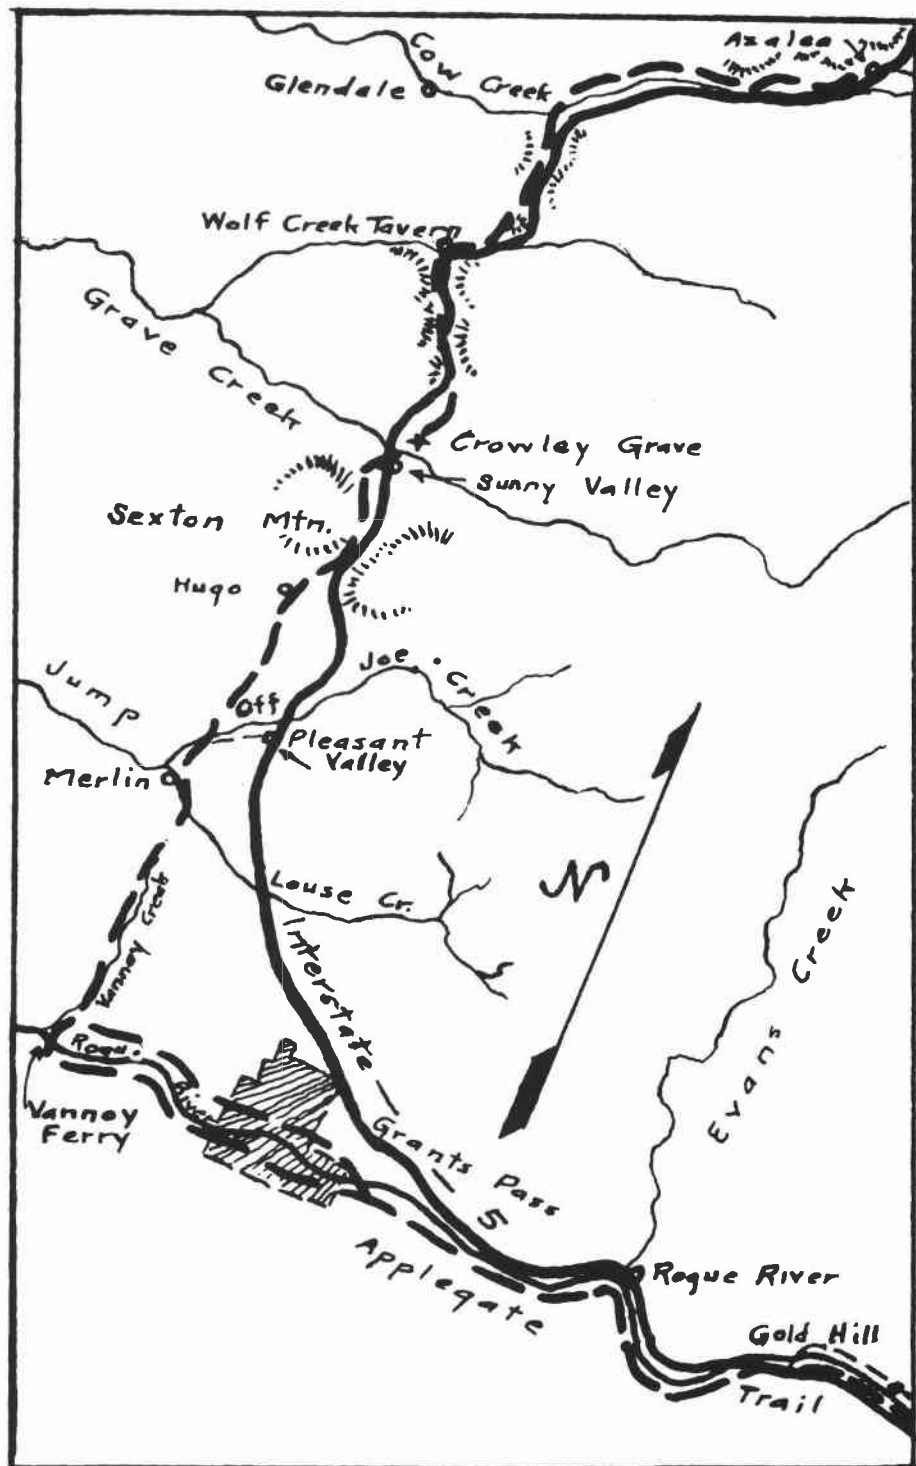 Azalea
Cow Creek
Glendale
Wolf Creek Tavern
Grave Creek
Crowley Grave
Sunny Valley
Sexton Mtn.
Hugo
Jump Off Joe Creek
Pleasant
Valley
Merlin
N
Louse Cr.
Vannoy Creek
Evans Creek
Interstate - 5
Rogue River
Vannoy
Ferry
Grants Pass
Applegate Trail
Rogue River
Gold Hill